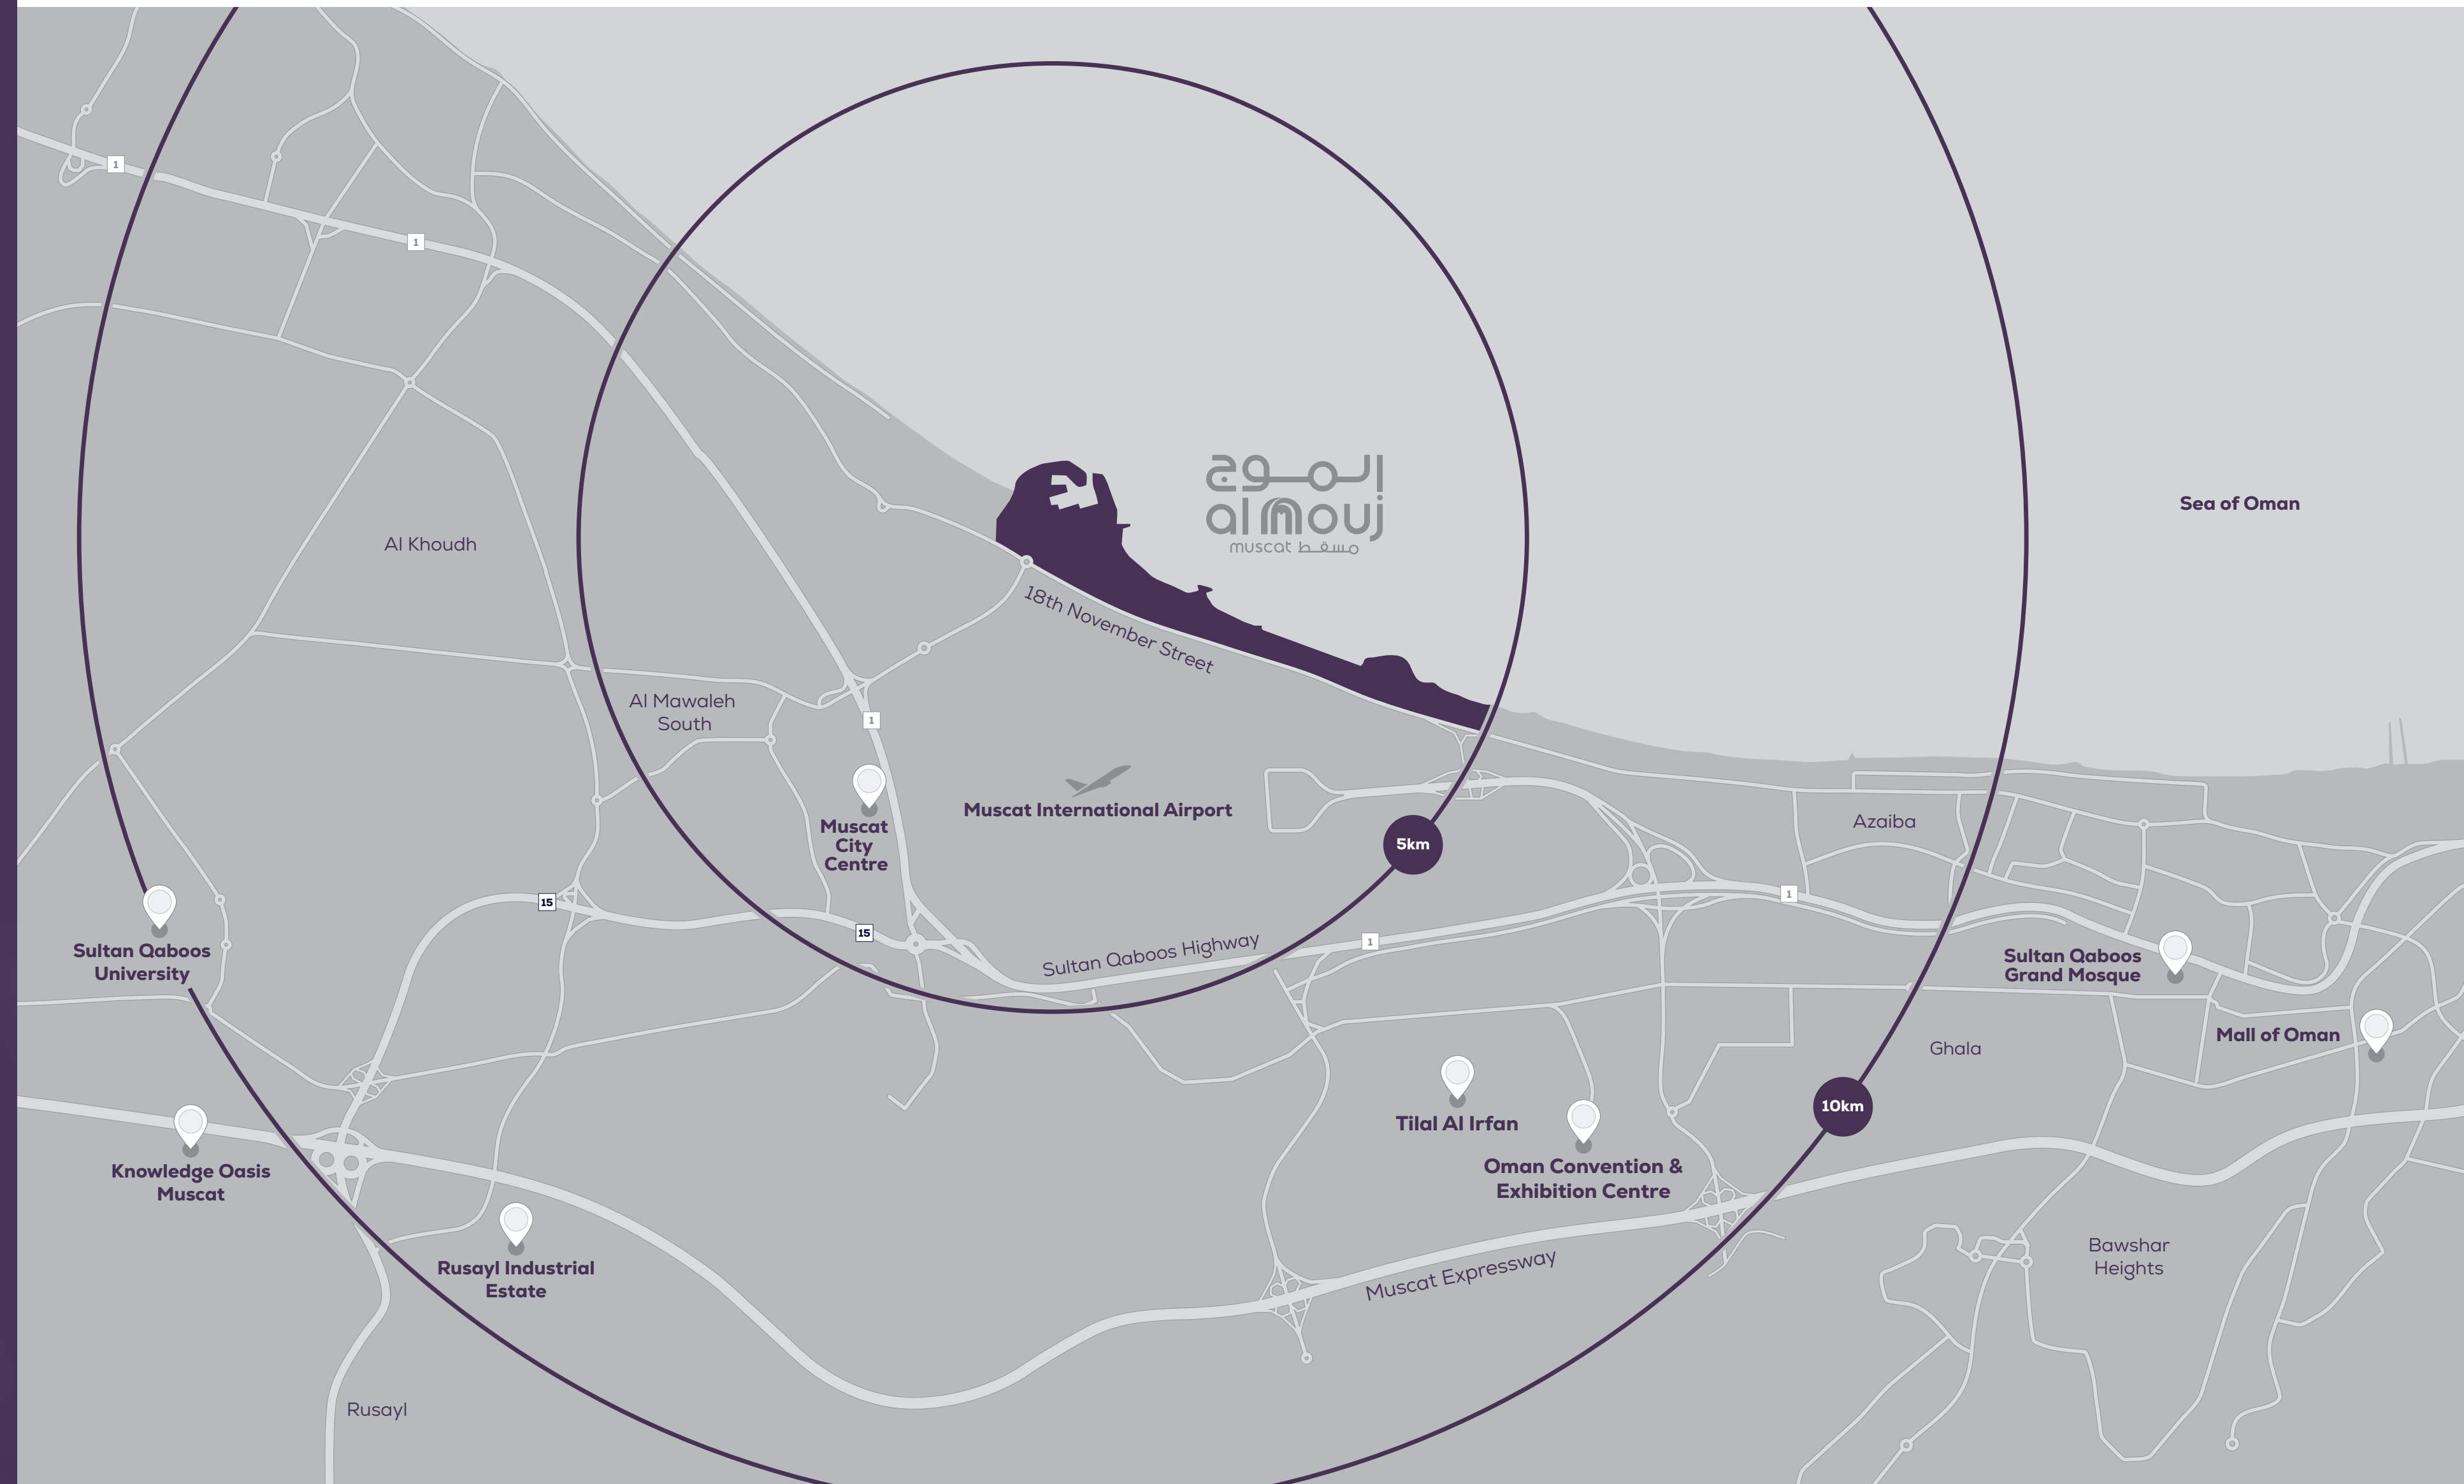 1
1
المـوج
almouj
muscat مسقط
Sea of Oman
Al Khoudh
18th November Street
Al Mawaleh
South
1
Muscat International Airport
Muscat
City
Centre
5km
Azaiba
15
15
1
1
Sultan Qaboos Highway
Sultan Qaboos
University
Sultan Qaboos
Grand Mosque
Mall of Oman
Ghala
10km
Tilal Al Irfan
Knowledge Oasis
Muscat
Oman Convention &
Exhibition Centre
Rusayl Industrial
Estate
Muscat Expressway
Bawshar
Heights
Rusayl